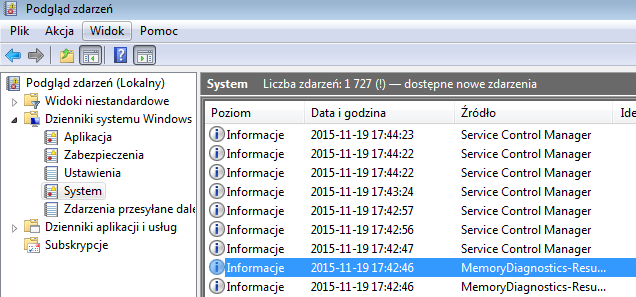 Podgląd zdarzeń
Plik Akcja Widok Pomoc
Podgląd zdarzeń (Lokalny)
Widoki niestandardowe
Dzienniki systemu Windows
Aplikacja
Zabezpieczenia
Ustawienia
System
Zdarzenia przesyłane dale
Dzienniki aplikacji i usług
Subskrypcje
System Liczba zdarzeń: 1 727 (!) — dostępne nowe zdarzenia
Poziom Data i godzina Źródło Ide
Informacje 2015-11-19 17:44:23 Service Control Manager
Informacje 2015-11-19 17:44:22 Service Control Manager
Informacje 2015-11-19 17:44:22 Service Control Manager
Informacje 2015-11-19 17:43:24 Service Control Manager
Informacje 2015-11-19 17:42:57 Service Control Manager
Informacje 2015-11-19 17:42:56 Service Control Manager
Informacje 2015-11-19 17:42:47 Service Control Manager
Informacje 2015-11-19 17:42:46 MemoryDiagnostics-Resu...
Informacje 2015-11-19 17:42:46 MemoryDiagnostics-Resu...